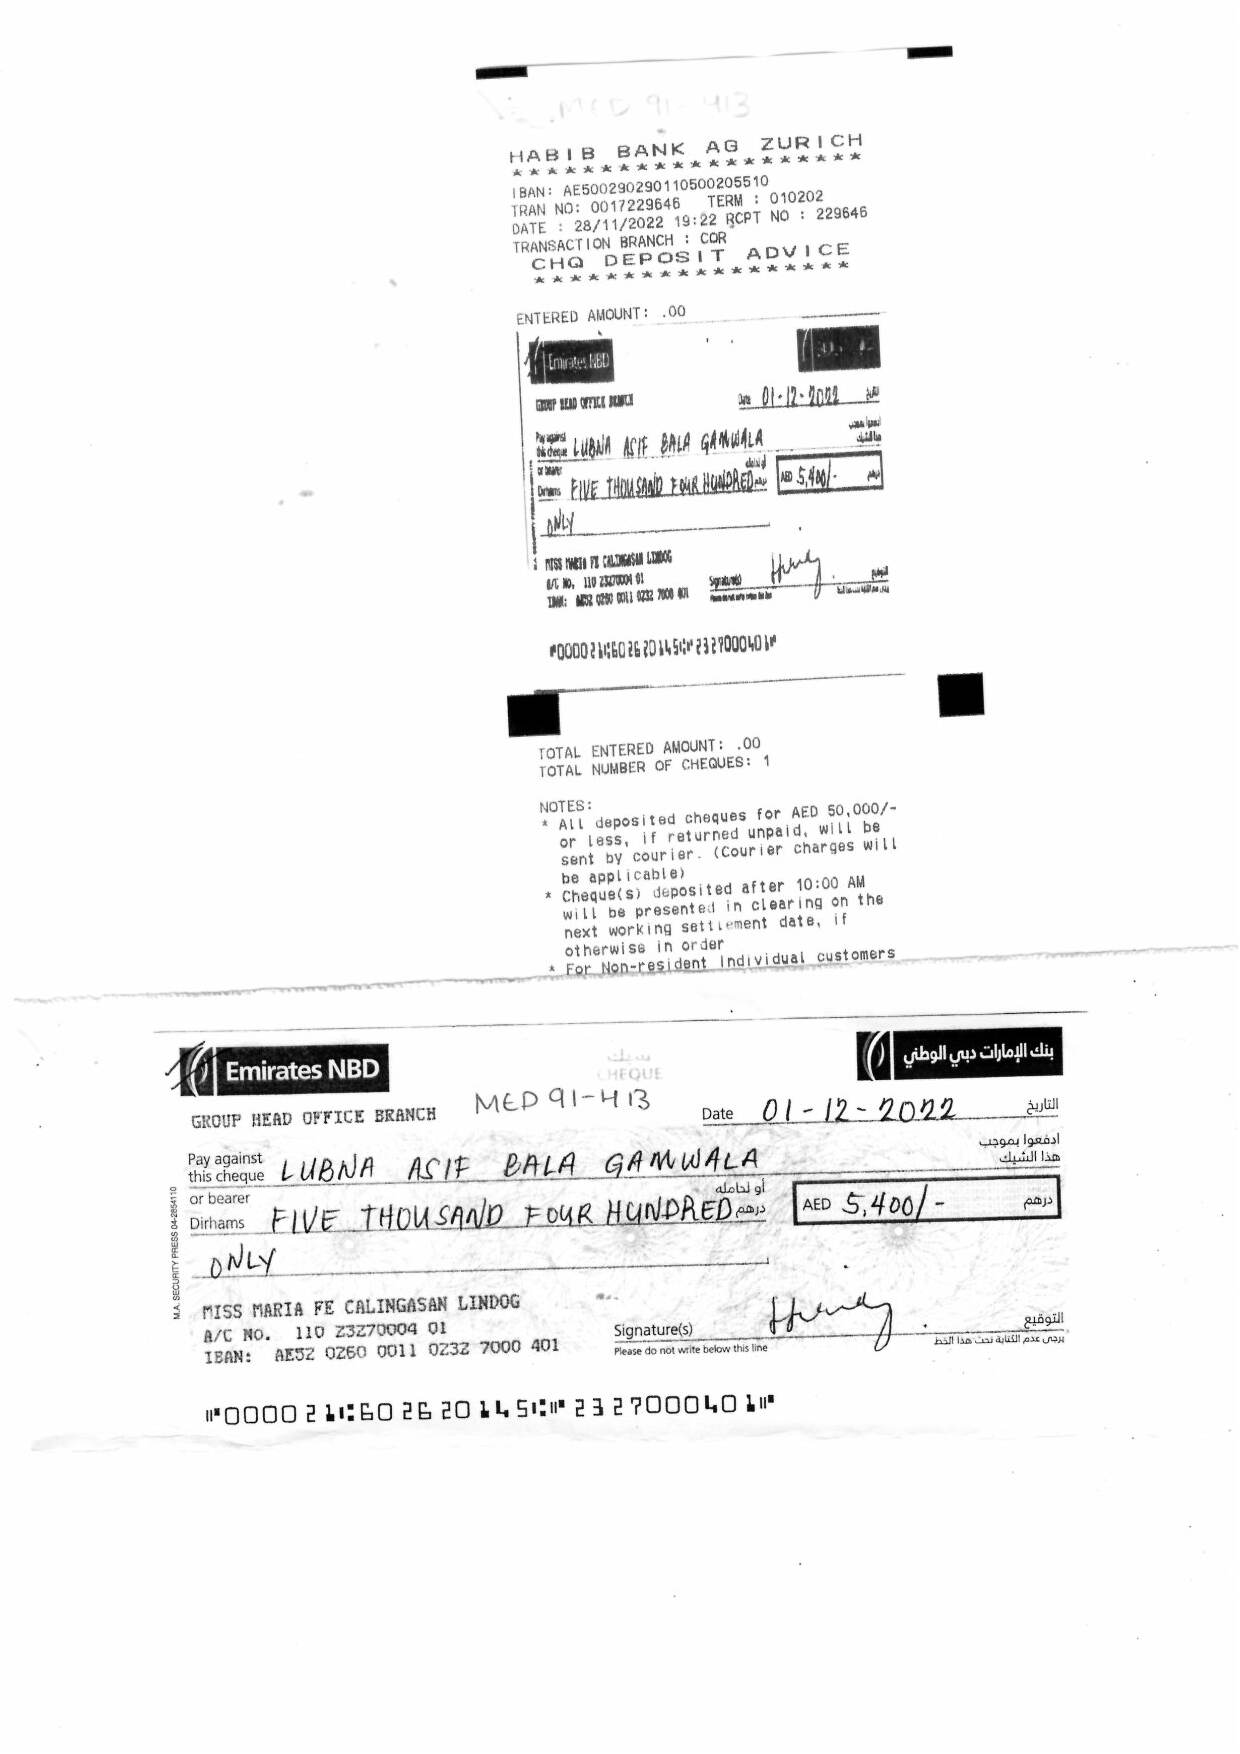 MED 91-413
HABIB BANK AG ZURICH
* * * * * * * * * * * * * * * * * * * *
IBAN: AE500290290110500205510
TRAN NO: 0017229646 TERM : 010202
DATE : 28/11/2022 19:22 RCPT NO : 229646
TRANSACTION BRANCH : COR
CHQ DEPOSIT ADVICE
* * * * * * * * * * * * * * * * * *
ENTERED AMOUNT: .00
Emirates NBD
GROUP HEAD OFFICE BRANCH
Date 01-12-2022 التاريخ
Pay against ادفعوا بموجب
this cheque LUBNA ASIF BALA GAMWALA هذا الشيك
or bearer أو لحامله
Dirhams FIVE THOUSAND FOUR HUNDRED درهم AED 5,400/- درهم
ONLY
MISS MARIA FE CALINGASAN LINDOG
A/C NO. 110 23270004 01 Signature(s) التوقيع
IBAN: AE52 0260 0011 0232 7000 401
⑈000021⑆602620145⑆⑈2327000401⑈
TOTAL ENTERED AMOUNT: .00
TOTAL NUMBER OF CHEQUES: 1
NOTES:
* All deposited cheques for AED 50,000/-
or less, if returned unpaid, will be
sent by courier. (Courier charges will
be applicable)
* Cheque(s) deposited after 10:00 AM
will be presented in clearing on the
next working settlement date, if
otherwise in order
* For Non-resident Individual customers
Emirates NBD بنك الإمارات دبي الوطني
شيك
CHEQUE
GROUP HEAD OFFICE BRANCH MED 91-413 Date 01-12-2022 التاريخ
Pay against ادفعوا بموجب
this cheque LUBNA ASIF BALA GAMWALA هذا الشيك
or bearer أو لحامله
Dirhams FIVE THOUSAND FOUR HUNDRED درهم AED 5,400/- درهم
ONLY
M.A. SECURITY PRESS 04-2854110
MISS MARIA FE CALINGASAN LINDOG
A/C NO. 110 23270004 01 Signature(s) التوقيع
IBAN: AE52 0260 0011 0232 7000 401 Please do not write below this line يرجى عدم الكتابة تحت هذا الخط
⑈000021⑆602620145⑆⑈2327000401⑈